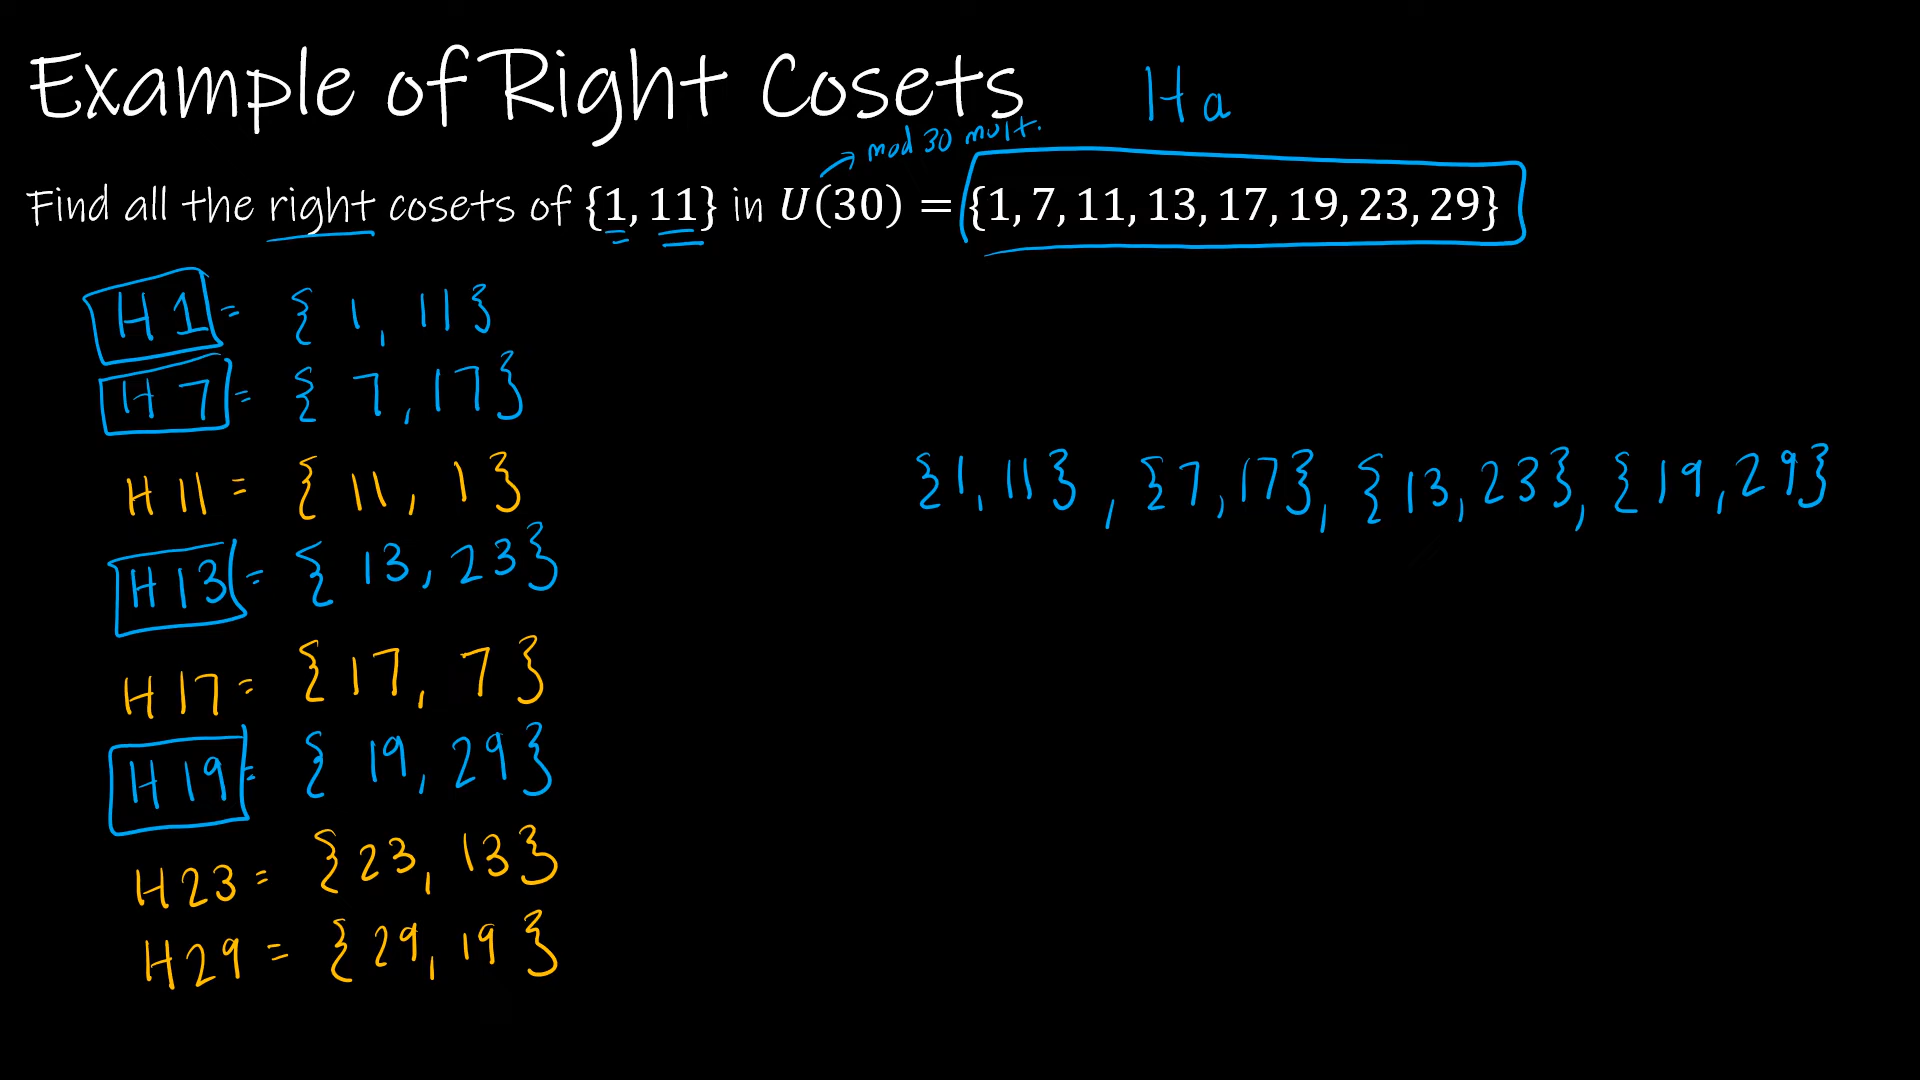 Example of Right Cosets
Ha
mod 30 mult.
Find all the right cosets of {1, 11} in U(30) = {1, 7, 11, 13, 17, 19, 23, 29}
H1 = {1, 11}
H7 = {7, 17}
H11 = {11, 1}
{1, 11}, {7, 17}, {13, 23}, {19, 29}
H13 = {13, 23}
H17 = {17, 7}
H19 = {19, 29}
H23 = {23, 13}
H29 = {29, 19}